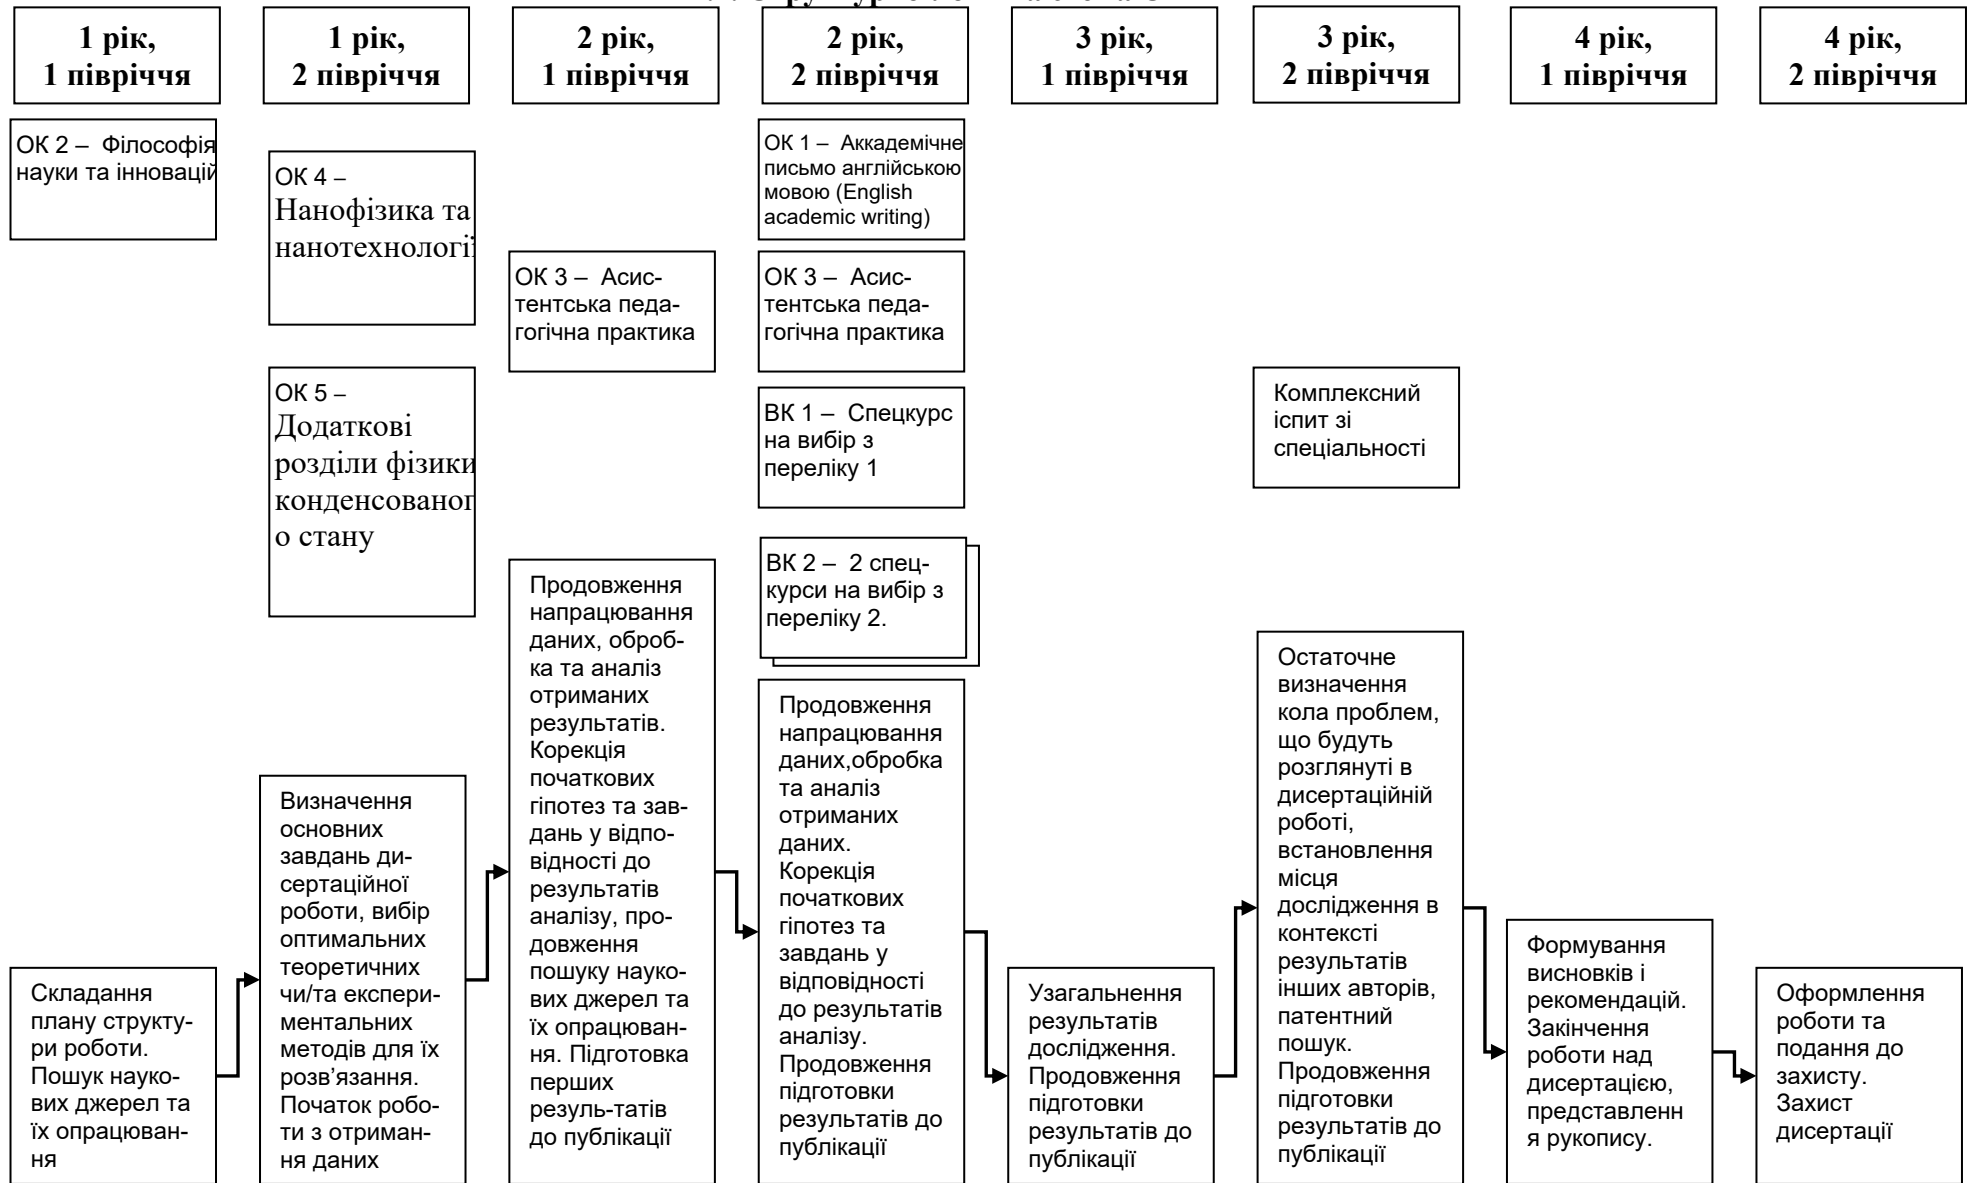 1 рік,
1 півріччя
1 рік,
2 півріччя
2 рік,
1 півріччя
2 рік,
2 півріччя
3 рік,
1 півріччя
3 рік,
2 півріччя
4 рік,
1 півріччя
4 рік,
2 півріччя
ОК 2 – Філософія
науки та інновацій
ОК 4 –
Нанофізика та
нанотехнології
ОК 5 –
Додаткові
розділи фізики
конденсованог
о стану
ОК 3 – Асис-
тентська педа-
гогічна практика
ОК 1 – Аккадемічне
письмо англійською
мовою (English
academic writing)
ОК 3 – Асис-
тентська педа-
гогічна практика
ВК 1 – Спецкурс
на вибір з
переліку 1
ВК 2 – 2 спец-
курси на вибір з
переліку 2.
Комплексний
іспит зі
спеціальності
Складання
плану структу-
ри роботи.
Пошук науко-
вих джерел та
їх опрацюван-
ня
Визначення
основних
завдань ди-
сертаційної
роботи, вибір
оптимальних
теоретичних
чи/та експери-
ментальних
методів для їх
розв’язання.
Початок робо-
ти з отриман-
ня даних
Продовження
напрацювання
даних, оброб-
ка та аналіз
отриманих
результатів.
Корекція
початкових
гіпотез та зав-
дань у відпо-
відності до
результатів
аналізу, про-
довження
пошуку науко-
вих джерел та
їх опрацюван-
ня. Підготовка
перших
резуль-татів
до публікації
Продовження
напрацювання
даних,обробка
та аналіз
отриманих
даних.
Корекція
початкових
гіпотез та
завдань у
відповідності
до результатів
аналізу.
Продовження
підготовки
результатів до
публікації
Узагальнення
результатів
дослідження.
Продовження
підготовки
результатів до
публікації
Остаточне
визначення
кола проблем,
що будуть
розглянуті в
дисертаційній
роботі,
встановлення
місця
дослідження в
контексті
результатів
інших авторів,
патентний
пошук.
Продовження
підготовки
результатів до
публікації
Формування
висновків і
рекомендацій.
Закінчення
роботи над
дисертацією,
представленн
я рукопису.
Оформлення
роботи та
подання до
захисту.
Захист
дисертації